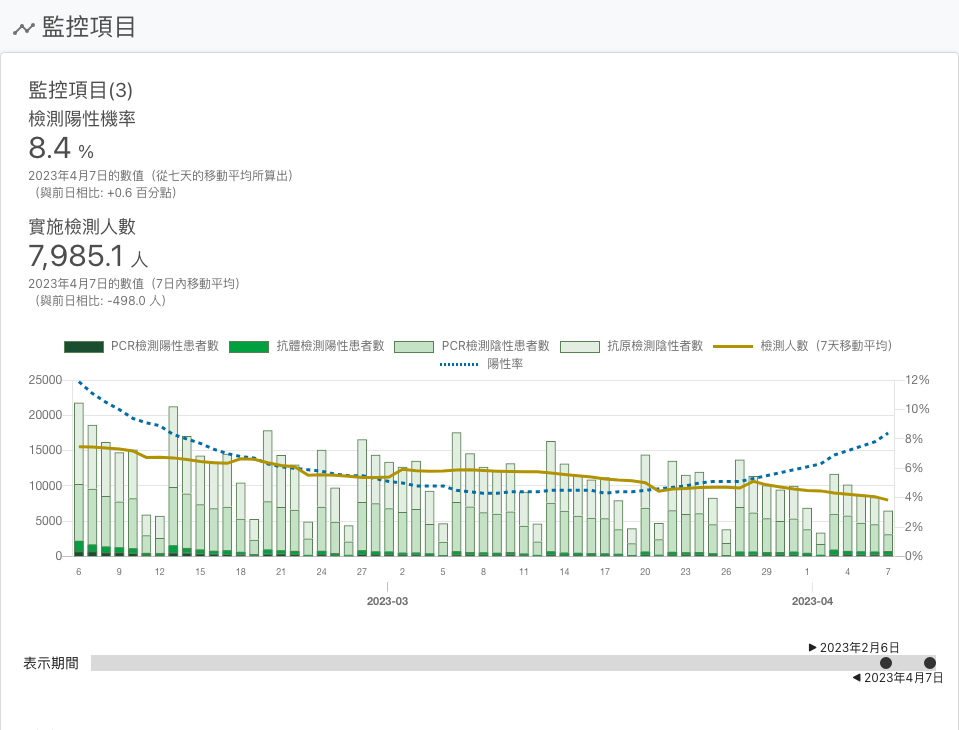 監控項目
監控項目(3)
檢測陽性機率
8.4 %
2023年4月7日的數值（從七天的移動平均所算出）
（與前日相比: +0.6 百分點）
實施檢測人數
7,985.1 人
2023年4月7日的數值（7日內移動平均）
（與前日相比: -498.0 人）
PCR檢測陽性患者數 抗體檢測陽性患者數 PCR檢測陰性患者數 抗原檢測陰性者數 檢測人數（7天移動平均）
陽性率
25000 12%
20000 10%
15000 8%
10000 6%
5000 4%
0 2%
0%
6 9 12 15 18 21 24 27 2 5 8 11 14 17 20 23 26 29 1 4 7
2023-03 2023-04
▶ 2023年2月6日
表示期間
◀ 2023年4月7日